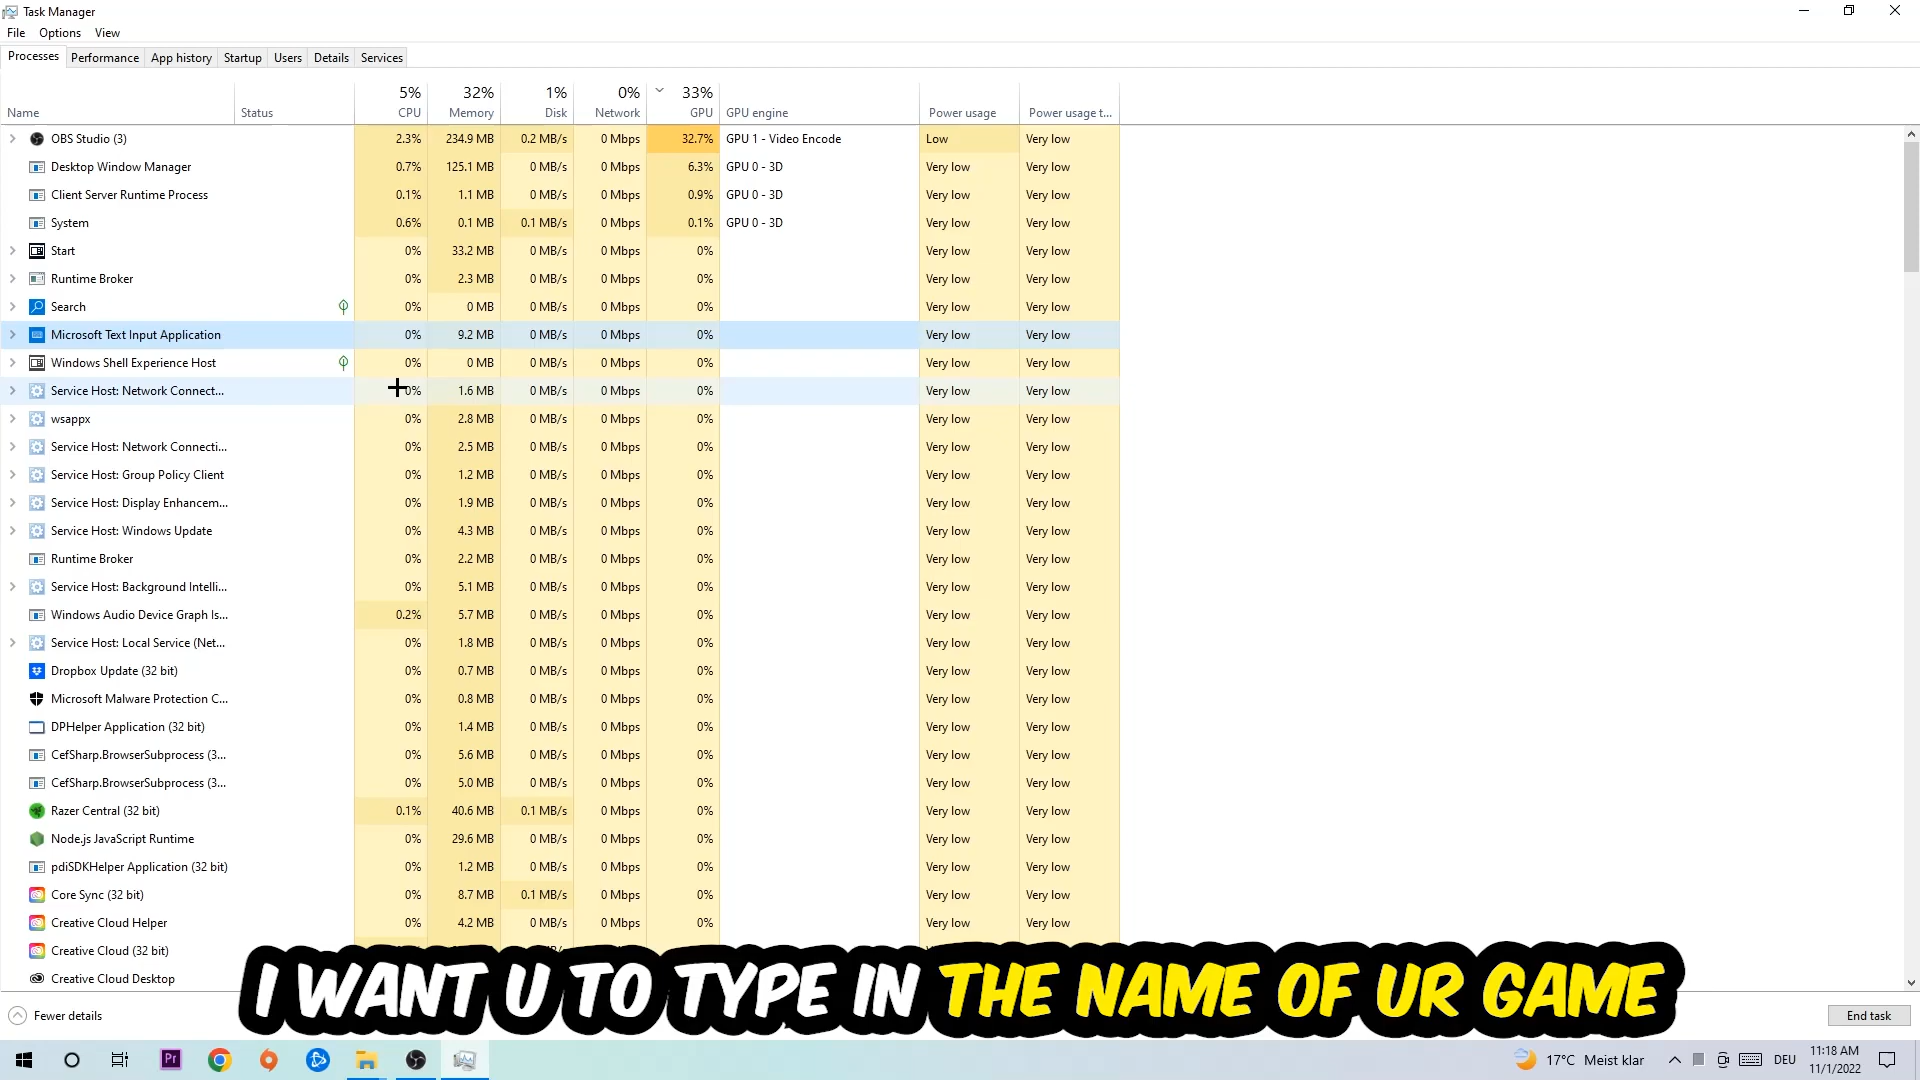 Task Manager
File Options View
Processes Performance App history Startup Users Details Services
5% 32% 1% 0% 33%
Name Status CPU Memory Disk Network GPU GPU engine Power usage Power usage t...
OBS Studio (3) 2.3% 234.9 MB 0.2 MB/s 0 Mbps 32.7% GPU 1 - Video Encode Low Very low
Desktop Window Manager 0.7% 125.1 MB 0 MB/s 0 Mbps 6.3% GPU 0 - 3D Very low Very low
Client Server Runtime Process 0.1% 1.1 MB 0 MB/s 0 Mbps 0.9% GPU 0 - 3D Very low Very low
System 0.6% 0.1 MB 0.1 MB/s 0 Mbps 0.1% GPU 0 - 3D Very low Very low
Start 0% 33.2 MB 0 MB/s 0 Mbps 0% Very low Very low
Runtime Broker 0% 2.3 MB 0 MB/s 0 Mbps 0% Very low Very low
Search 0% 0 MB 0 MB/s 0 Mbps 0% Very low Very low
Microsoft Text Input Application 0% 9.2 MB 0 MB/s 0 Mbps 0% Very low Very low
Windows Shell Experience Host 0% 0 MB 0 MB/s 0 Mbps 0% Very low Very low
Service Host: Network Connect... 0% 1.6 MB 0 MB/s 0 Mbps 0% Very low Very low
wsappx 0% 2.8 MB 0 MB/s 0 Mbps 0% Very low Very low
Service Host: Network Connecti... 0% 2.5 MB 0 MB/s 0 Mbps 0% Very low Very low
Service Host: Group Policy Client 0% 1.2 MB 0 MB/s 0 Mbps 0% Very low Very low
Service Host: Display Enhancem... 0% 1.9 MB 0 MB/s 0 Mbps 0% Very low Very low
Service Host: Windows Update 0% 4.3 MB 0 MB/s 0 Mbps 0% Very low Very low
Runtime Broker 0% 2.2 MB 0 MB/s 0 Mbps 0% Very low Very low
Service Host: Background Intelli... 0% 5.1 MB 0 MB/s 0 Mbps 0% Very low Very low
Windows Audio Device Graph Is... 0.2% 5.7 MB 0 MB/s 0 Mbps 0% Very low Very low
Service Host: Local Service (Net... 0% 1.8 MB 0 MB/s 0 Mbps 0% Very low Very low
Dropbox Update (32 bit) 0% 0.7 MB 0 MB/s 0 Mbps 0% Very low Very low
Microsoft Malware Protection C... 0% 0.8 MB 0 MB/s 0 Mbps 0% Very low Very low
DPHelper Application (32 bit) 0% 1.4 MB 0 MB/s 0 Mbps 0% Very low Very low
CefSharp.BrowserSubprocess (3... 0% 5.6 MB 0 MB/s 0 Mbps 0% Very low Very low
CefSharp.BrowserSubprocess (3... 0% 5.0 MB 0 MB/s 0 Mbps 0% Very low Very low
Razer Central (32 bit) 0.1% 40.6 MB 0.1 MB/s 0 Mbps 0% Very low Very low
Node.js JavaScript Runtime 0% 29.6 MB 0 MB/s 0 Mbps 0% Very low Very low
pdiSDKHelper Application (32 bit) 0% 1.2 MB 0 MB/s 0 Mbps 0% Very low Very low
Core Sync (32 bit) 0% 8.7 MB 0.1 MB/s 0 Mbps 0% Very low Very low
Creative Cloud Helper 0% 4.2 MB 0 MB/s 0 Mbps 0% Very low Very low
Creative Cloud (32 bit)
Creative Cloud Desktop
I WANT U TO TYPE IN THE NAME OF UR GAME
Fewer details End task
Pr 17°C Meist klar DEU 11:18 AM
11/1/2022